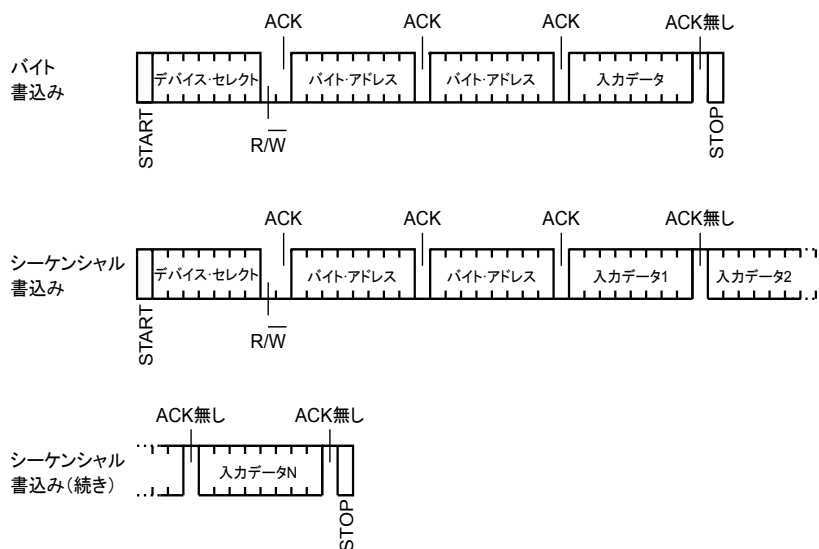 ACK
ACK
ACK
ACK無し
バイト
書込み
デバイス・セレクト
バイト・アドレス
バイト・アドレス
入力データ
START
R/W
STOP
ACK
ACK
ACK
ACK無し
シーケンシャル
書込み
デバイス・セレクト
バイト・アドレス
バイト・アドレス
入力データ1
入力データ2
START
R/W
ACK無し
ACK無し
シーケンシャル
書込み(続き)
入力データN
STOP